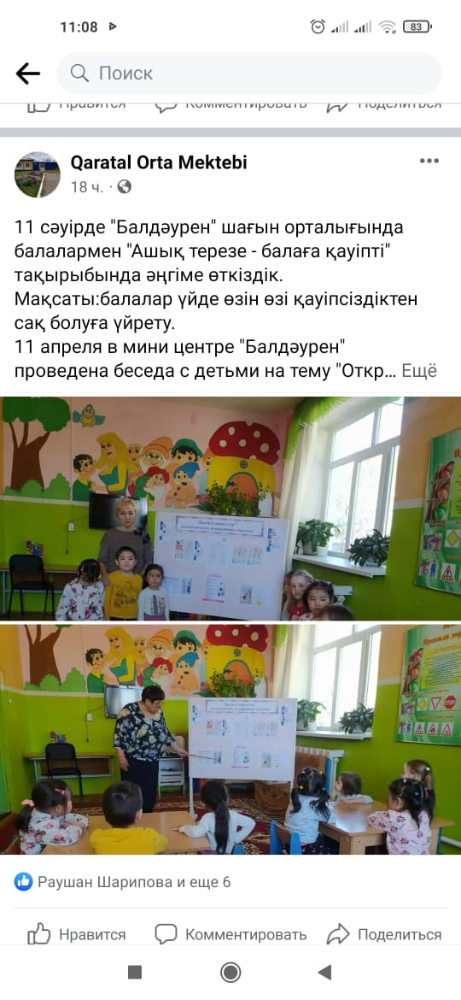 11:08
83
Поиск
Нравится Комментировать Поделиться
Qaratal Orta Mektebi
18 ч.
11 сәуірде "Балдәурен" шағын орталығында
балалармен "Ашық терезе - балаға қауіпті"
тақырыбында әңгіме өткіздік.
Мақсаты:балалар үйде өзін өзі қауіпсіздіктен
сақ болуға үйрету.
11 апреля в мини центре "Балдәурен"
проведена беседа с детьми на тему "Откр... Ещё
Правила дор
STOP
Раушан Шарипова и еще 6
Нравится Комментировать Поделиться